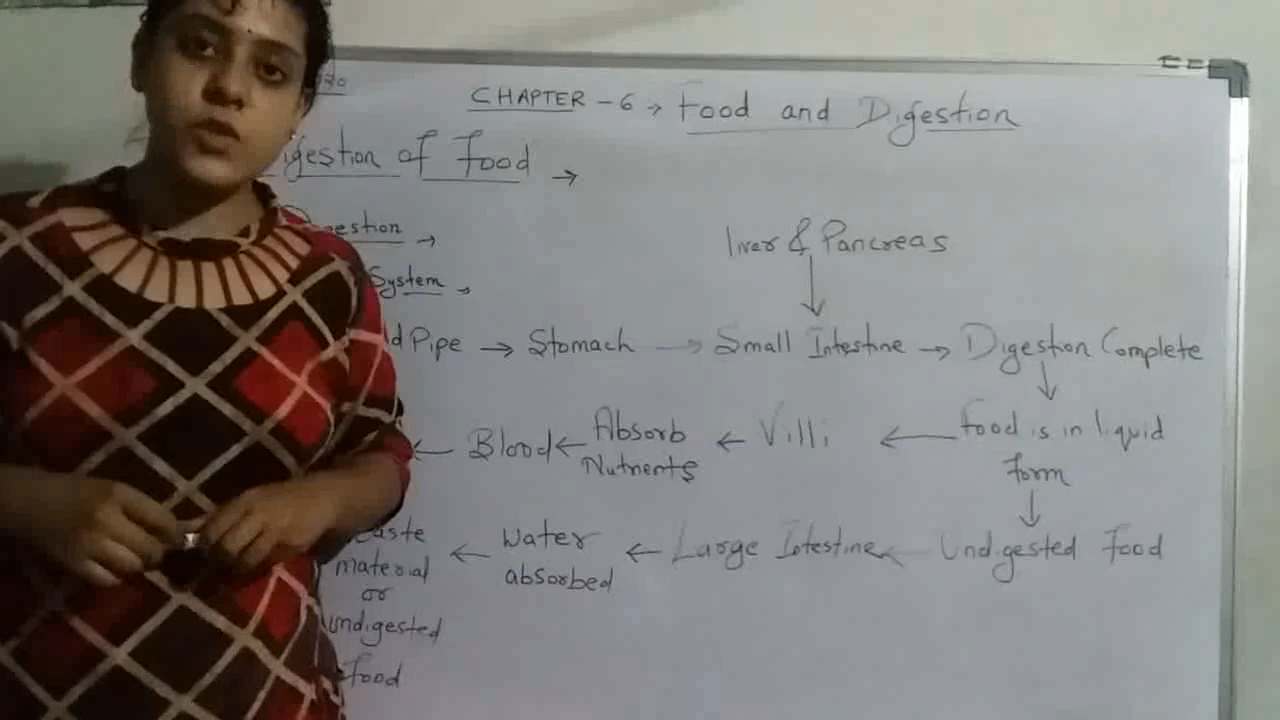 CHAPTER - 6 → Food and Digestion
igestion of Food →
estion →
System →
d Pipe → Stomach → Small Intestine → Digestion Complete
liver & Pancreas
Food is in liquid
form
Villi
Absorb
Nutrients
Blood
Undigested Food
Large Intestine
Water
absorbed
aste
material
or
undigested
food